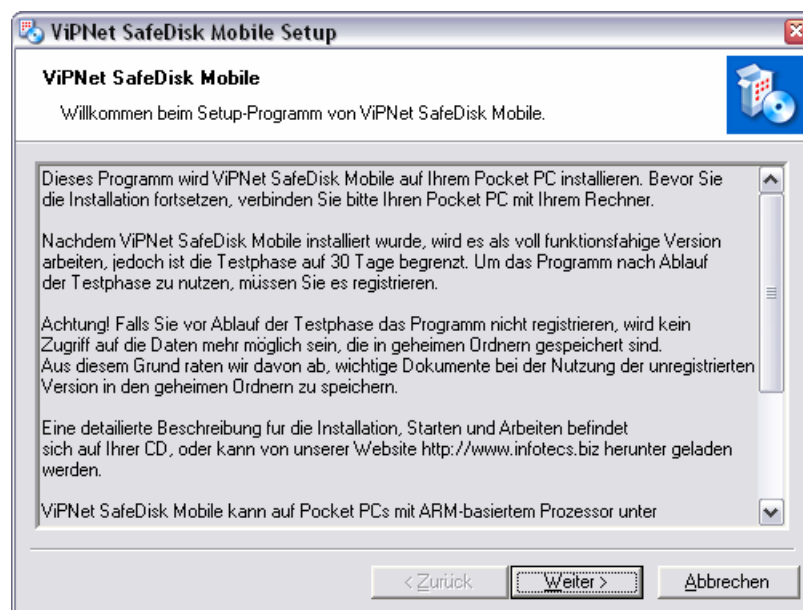 ViPNet SafeDisk Mobile Setup
ViPNet SafeDisk Mobile
Willkommen beim Setup-Programm von ViPNet SafeDisk Mobile.
Dieses Programm wird ViPNet SafeDisk Mobile auf Ihrem Pocket PC installieren. Bevor Sie
die Installation fortsetzen, verbinden Sie bitte Ihren Pocket PC mit Ihrem Rechner.
Nachdem ViPNet SafeDisk Mobile installiert wurde, wird es als voll funktionsfahige Version
arbeiten, jedoch ist die Testphase auf 30 Tage begrenzt. Um das Programm nach Ablauf
der Testphase zu nutzen, müssen Sie es registrieren.
Achtung! Falls Sie vor Ablauf der Testphase das Programm nicht registrieren, wird kein
Zugriff auf die Daten mehr möglich sein, die in geheimen Ordnern gespeichert sind.
Aus diesem Grund raten wir davon ab, wichtige Dokumente bei der Nutzung der unregistrierten
Version in den geheimen Ordnern zu speichern.
Eine detailierte Beschreibung fur die Installation, Starten und Arbeiten befindet
sich auf Ihrer CD, oder kann von unserer Website http://www.infotecs.biz herunter geladen
werden.
ViPNet SafeDisk Mobile kann auf Pocket PCs mit ARM-basiertem Prozessor unter
< Zurück
Weiter >
Abbrechen